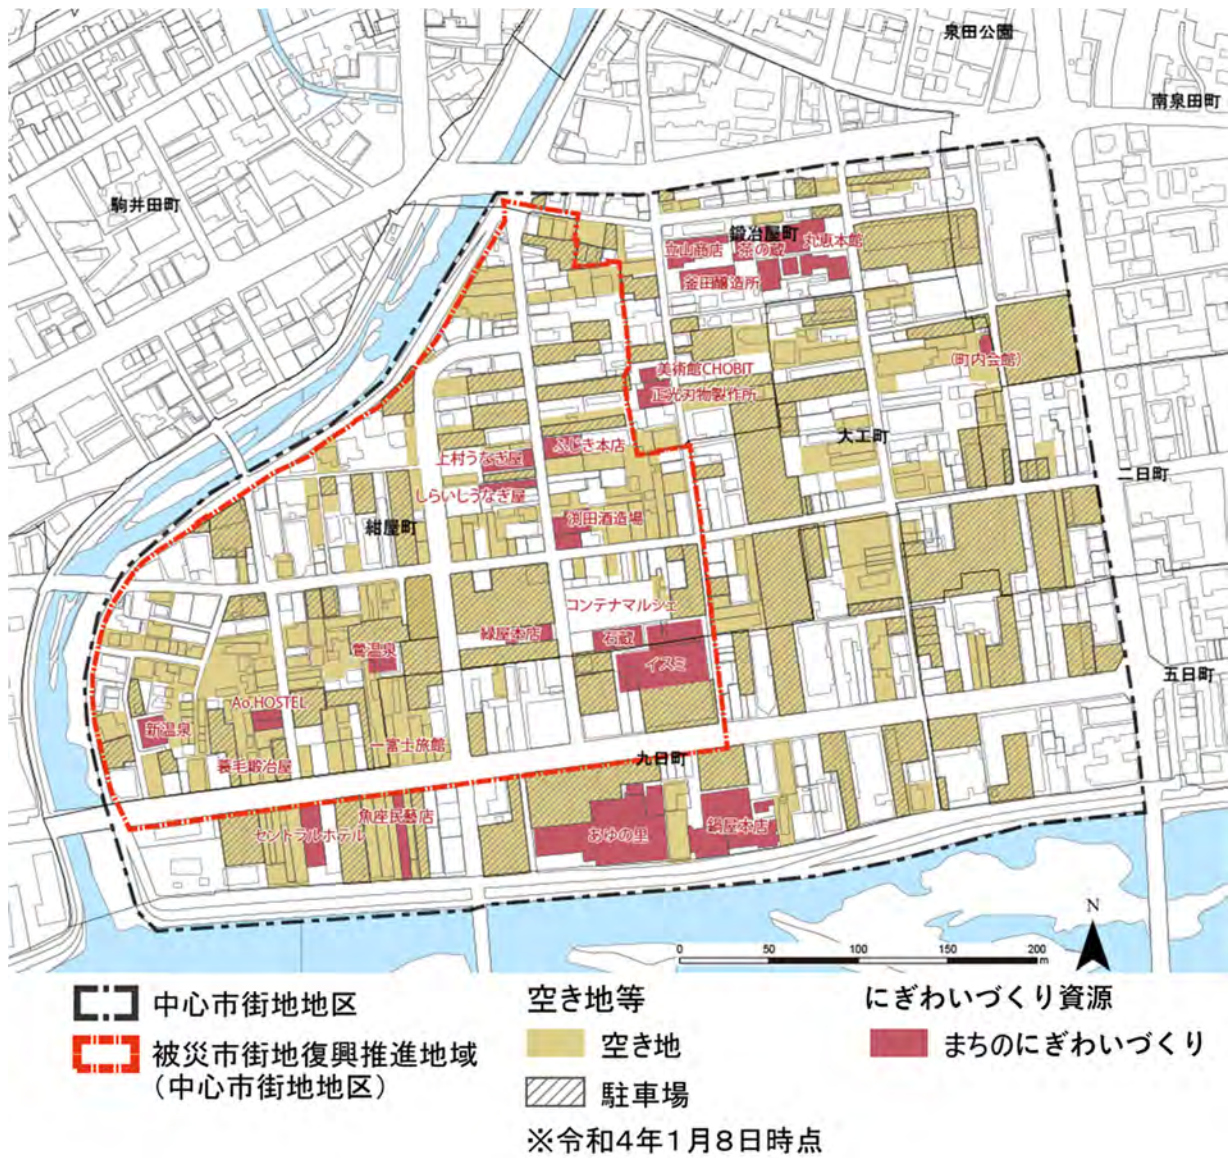 泉田公園
南泉田町
駒井田町
鍛冶屋町
立山商店
茶の蔵
丸恵本館
釜田醸造所
(町内会館)
美術館CHOBIT
正光刃物製作所
大工町
ふじき本店
上村うなぎ屋
しらいしうなぎ屋
二日町
渕田酒造場
紺屋町
コンテナマルシェ
緑屋本店
石蔵
鶯温泉
イスミ
五日町
Ao.HOSTEL
新温泉
一富士旅館
九日町
蓑毛鍛冶屋
魚座民藝店
セントラルホテル
あゆの里
鍋屋本店
N
0 50 100 150 200
m
中心市街地地区
被災市街地復興推進地域
(中心市街地地区)
空き地等
空き地
駐車場
※令和4年1月8日時点
にぎわいづくり資源
まちのにぎわいづくり